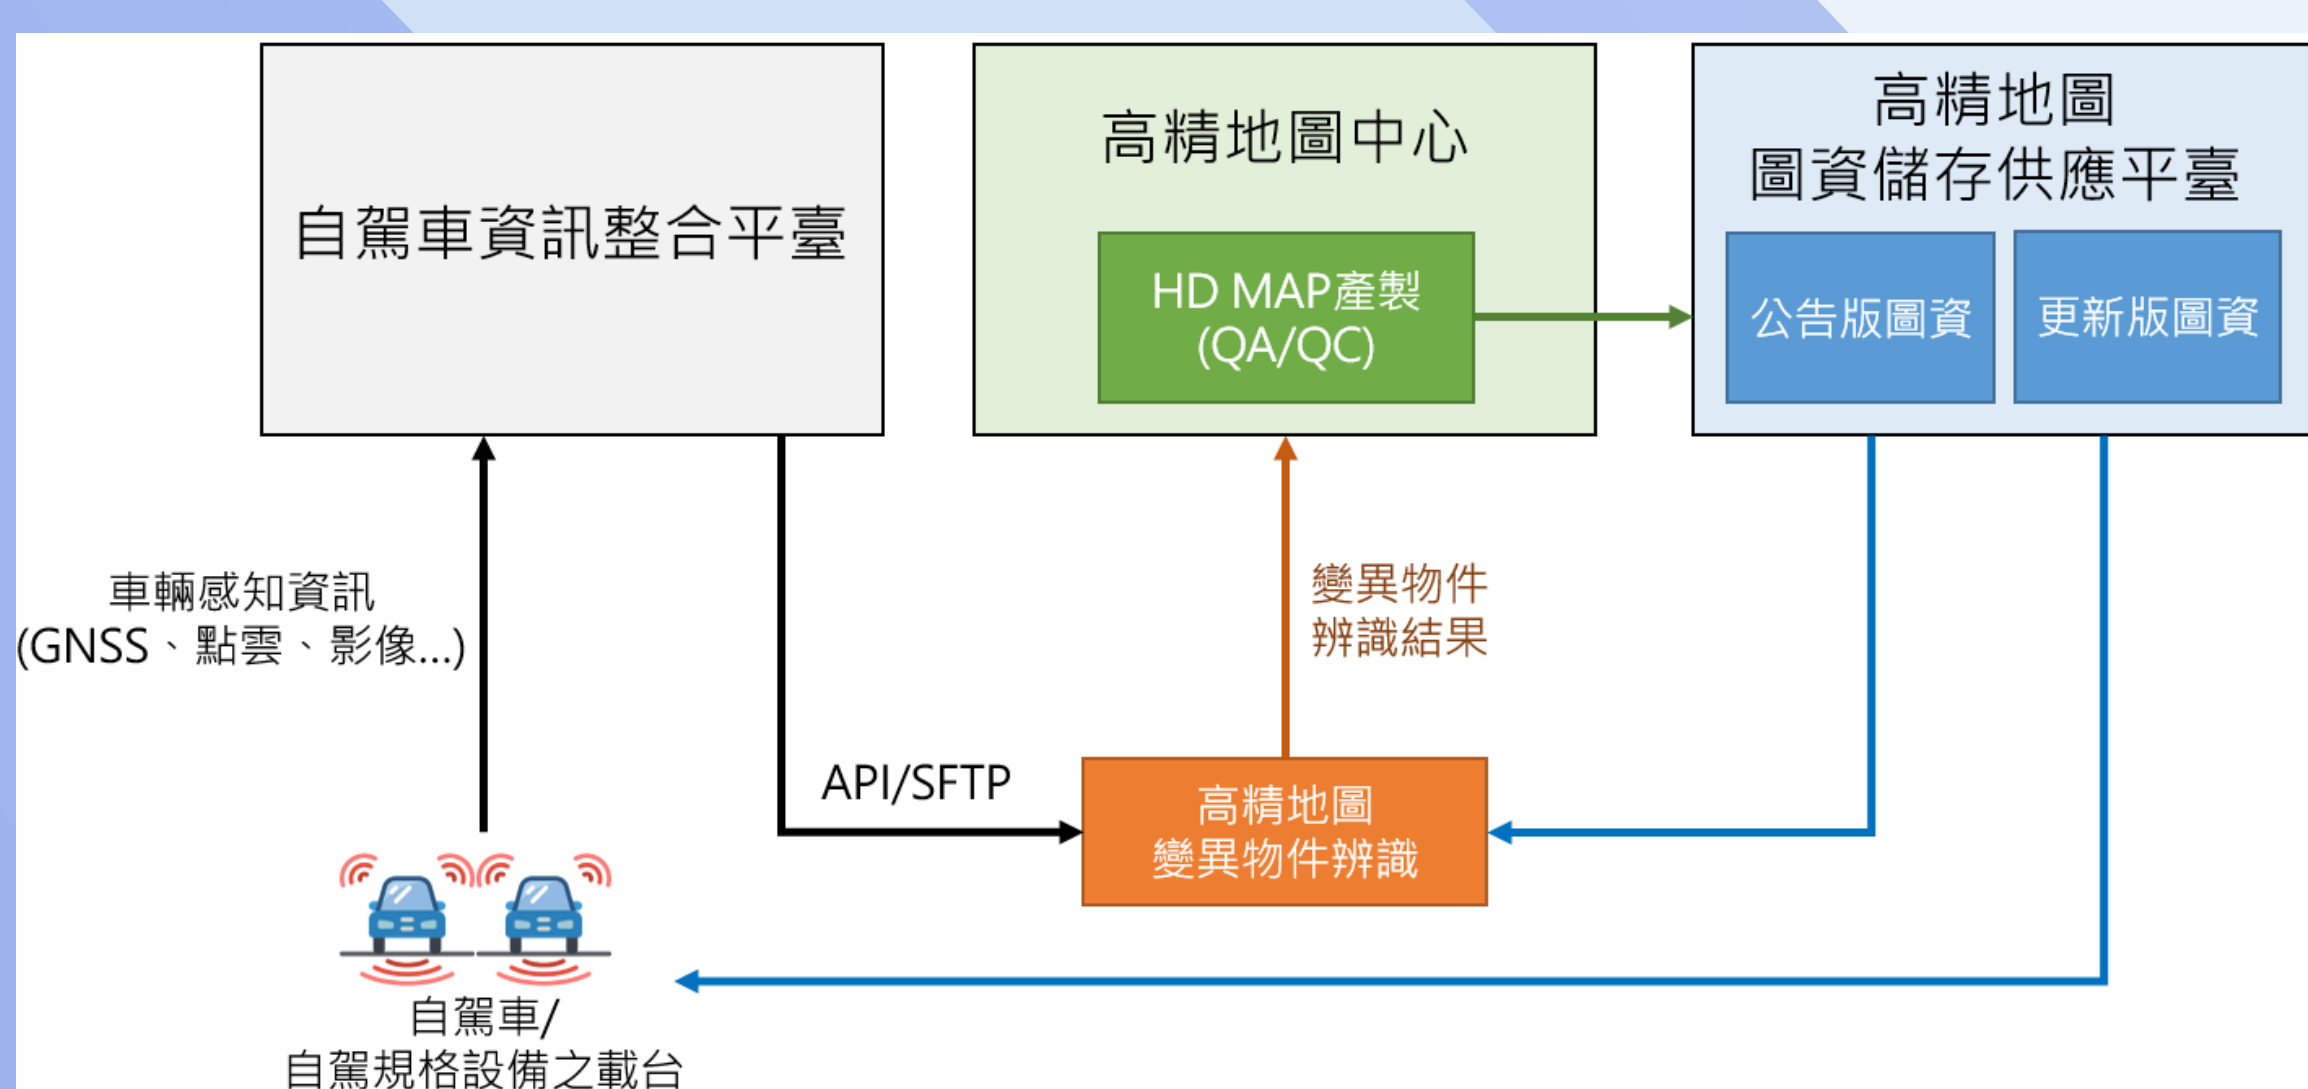 自駕車資訊整合平臺
高精地圖中心
HD MAP產製
(QA/QC)
高精地圖
圖資儲存供應平臺
公告版圖資
更新版圖資
車輛感知資訊
(GNSS、點雲、影像...)
變異物件
辨識結果
API/SFTP
高精地圖
變異物件辨識
自駕車/
自駕規格設備之載台